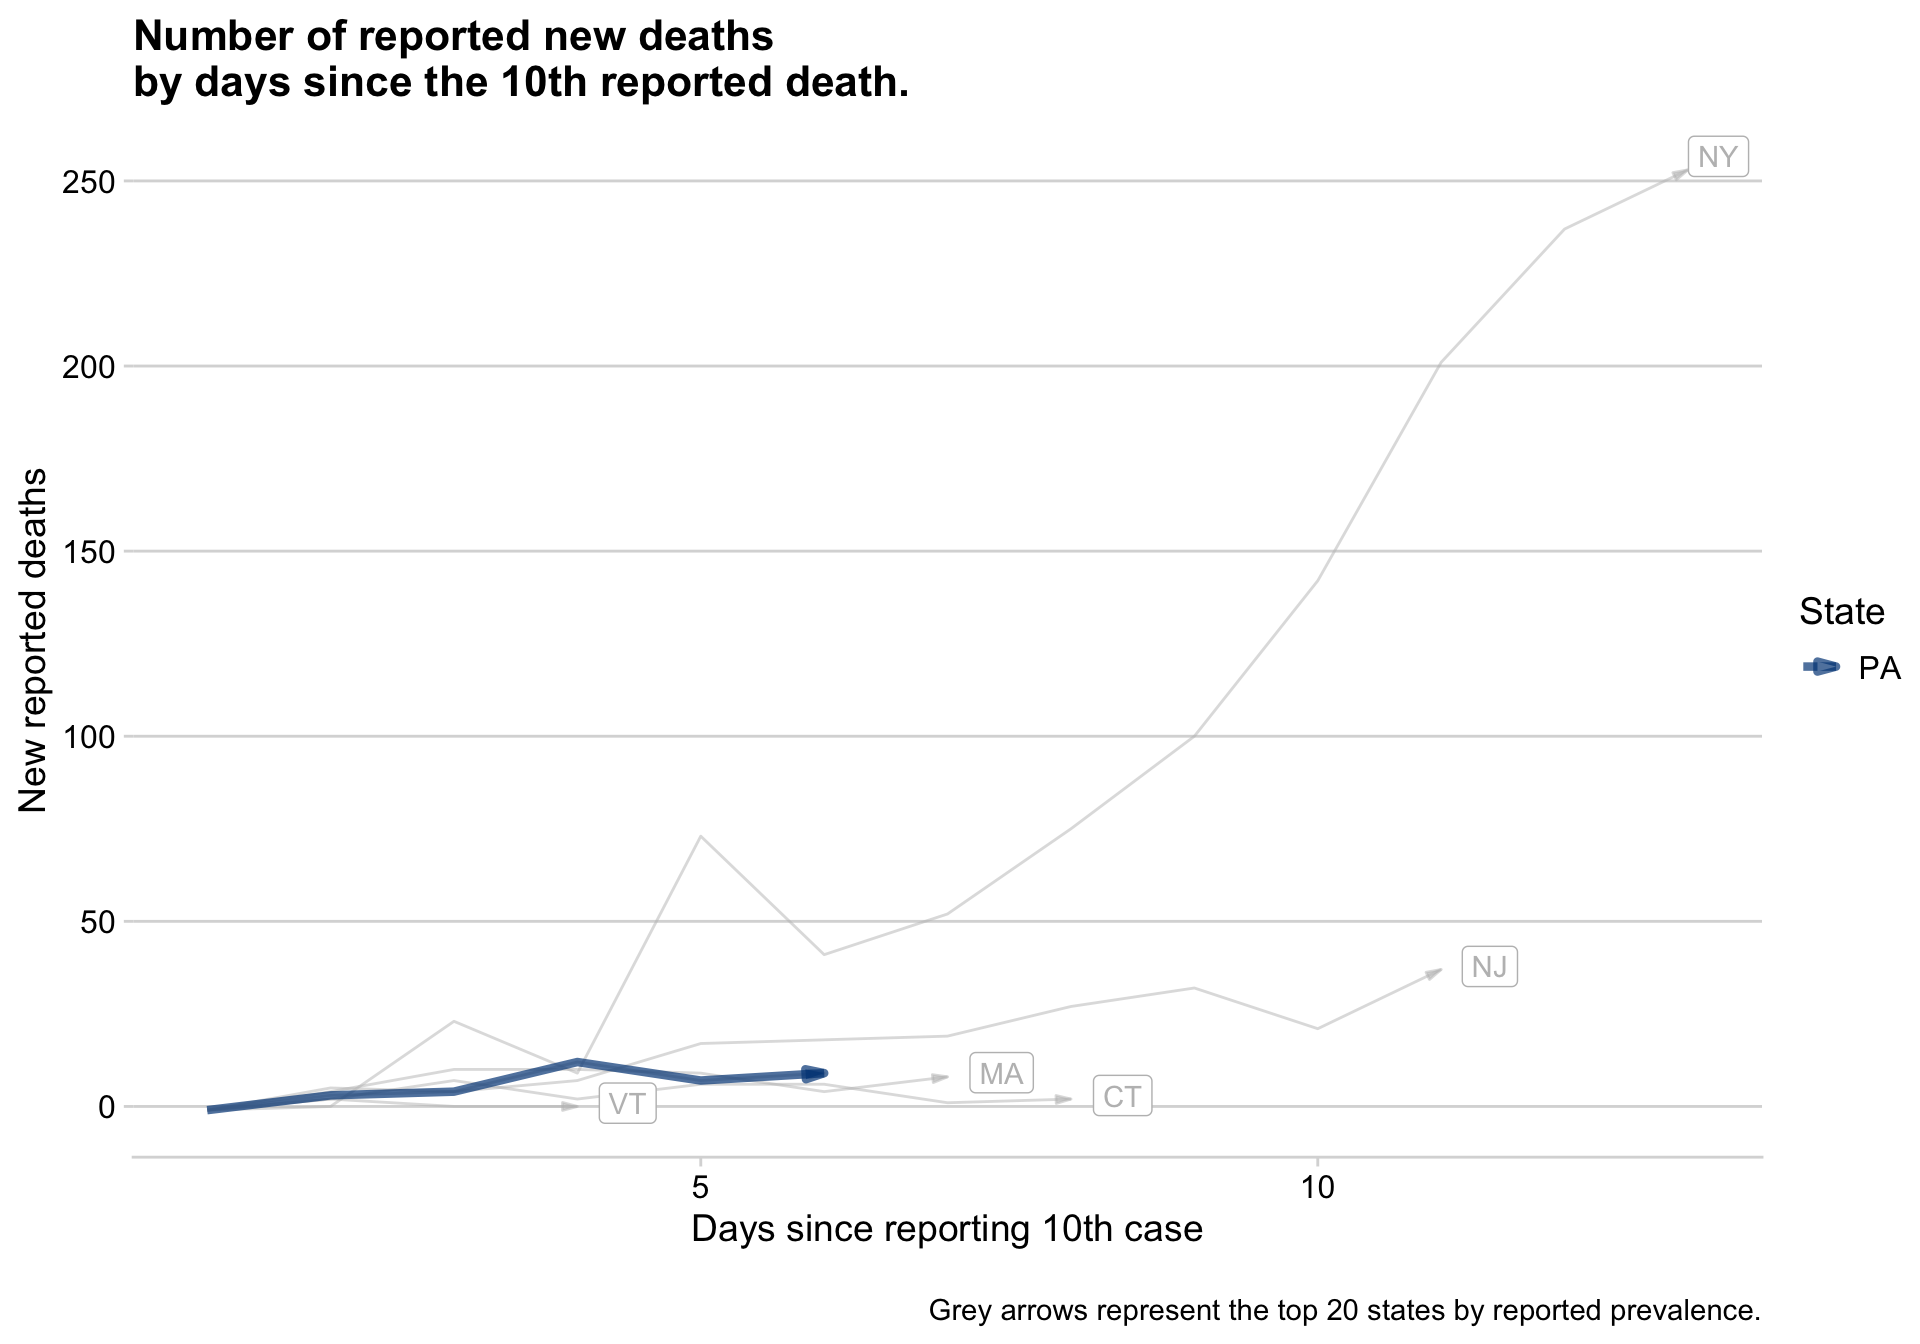 Number of reported new deaths
by days since the 10th reported death.
NY
250
200
150
100
50
0
New reported deaths
NJ
MA
CT
VT
State
PA
5
10
Days since reporting 10th case
Grey arrows represent the top 20 states by reported prevalence.